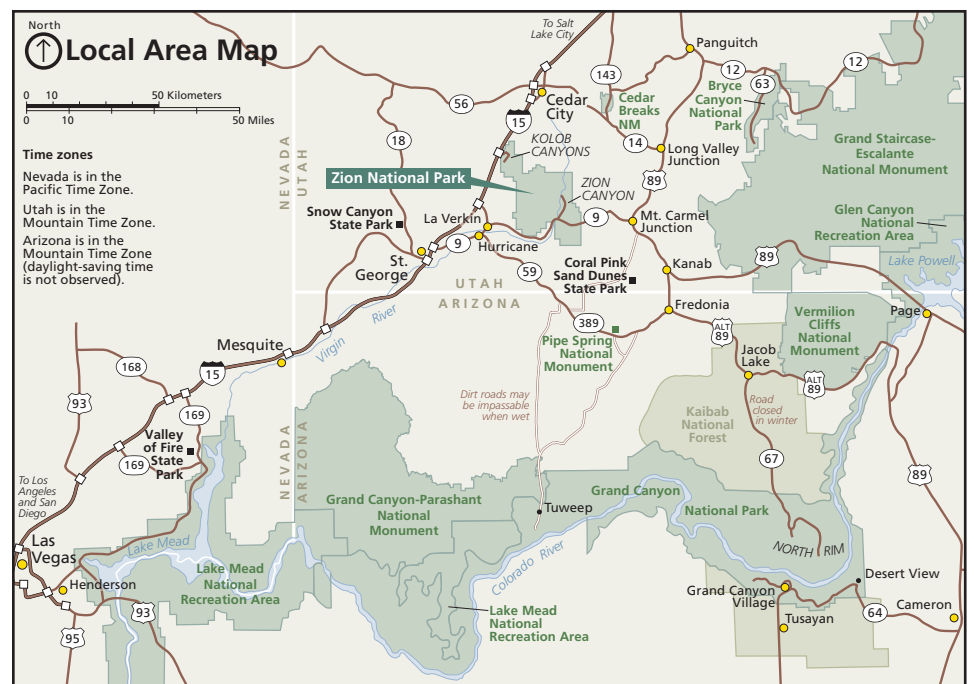 North
Local Area Map
0 10 50 Kilometers
0 10 50 Miles
Time zones
Nevada is in the
Pacific Time Zone.
Utah is in the
Mountain Time Zone.
Arizona is in the
Mountain Time Zone
(daylight-saving time
is not observed).
To Salt
Lake City
Panguitch
143
12
12
63
Bryce
Canyon
National
Park
56
Cedar
City
Cedar
Breaks
NM
15
14
Long Valley
Junction
Grand Staircase-
Escalante
National Monument
18
KOLOB
CANYONS
NEVADA
UTAH
Zion National Park
ZION
CANYON
89
Snow Canyon
State Park
La Verkin
9
Mt. Carmel
Junction
Glen Canyon
National
Recreation Area
9
Hurricane
St.
George
59
Coral Pink
Sand Dunes
State Park
Kanab
89
Lake Powell
UTAH
ARIZONA
Fredonia
Page
Virgin
River
389
ALT
89
Vermilion
Cliffs
National
Monument
Pipe Spring
National
Monument
Mesquite
Jacob
Lake
168
15
ALT
89
93
Dirt roads may
be impassable
when wet
Road
closed
in winter
169
Kaibab
National
Forest
Valley
of Fire
State
Park
169
NEVADA
ARIZONA
67
89
To Los
Angeles
and San
Diego
Grand Canyon-Parashant
National
Monument
Tuweep
Grand Canyon
National Park
Las
Vegas
Lake Mead
NORTH RIM
Colorado River
Lake Mead
National
Recreation Area
Henderson
Desert View
Grand Canyon
Village
93
Lake Mead
National
Recreation Area
64
Cameron
Tusayan
95